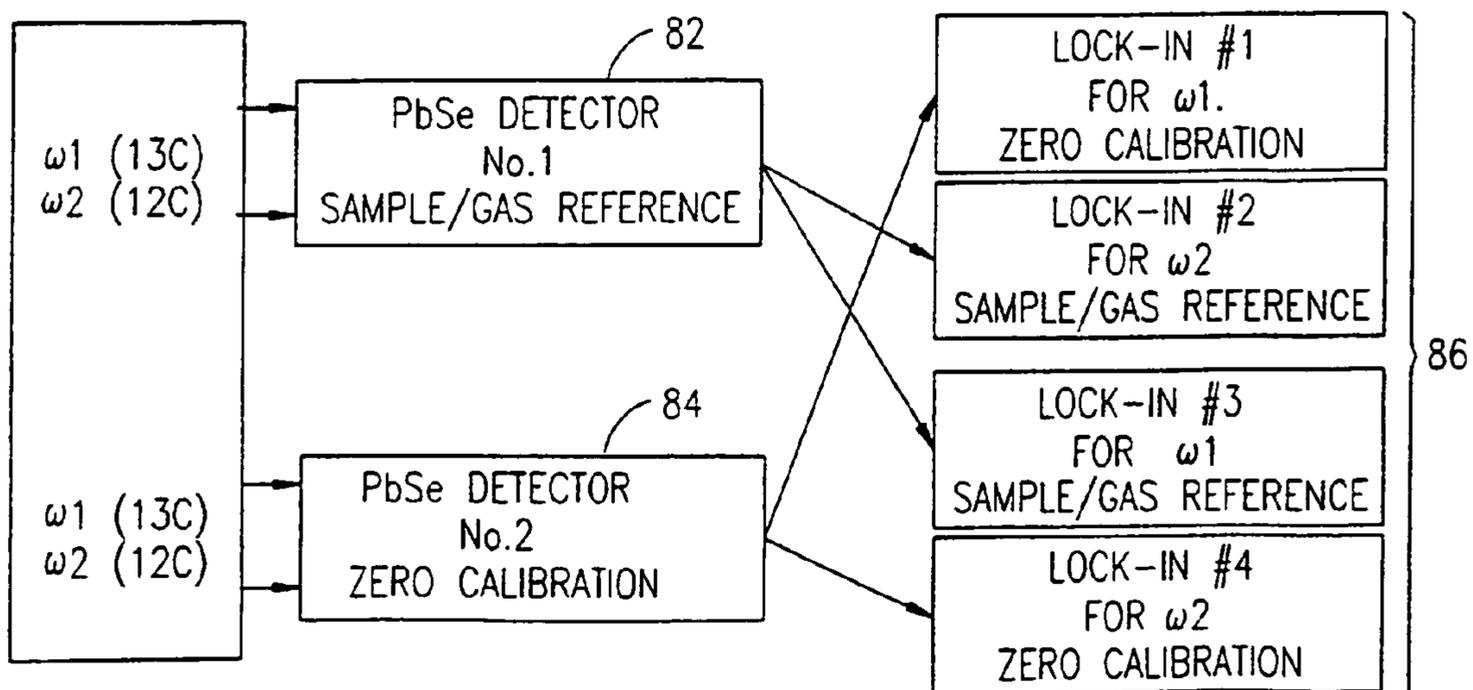 ω1 (13C)
ω2 (12C)
ω1 (13C)
ω2 (12C)
82
PbSe DETECTOR
No.1
SAMPLE/GAS REFERENCE
84
PbSe DETECTOR
No.2
ZERO CALIBRATION
LOCK-IN #1
FOR ω1.
ZERO CALIBRATION
LOCK-IN #2
FOR ω2
SAMPLE/GAS REFERENCE
LOCK-IN #3
FOR ω1
SAMPLE/GAS REFERENCE
LOCK-IN #4
FOR ω2
ZERO CALIBRATION
86